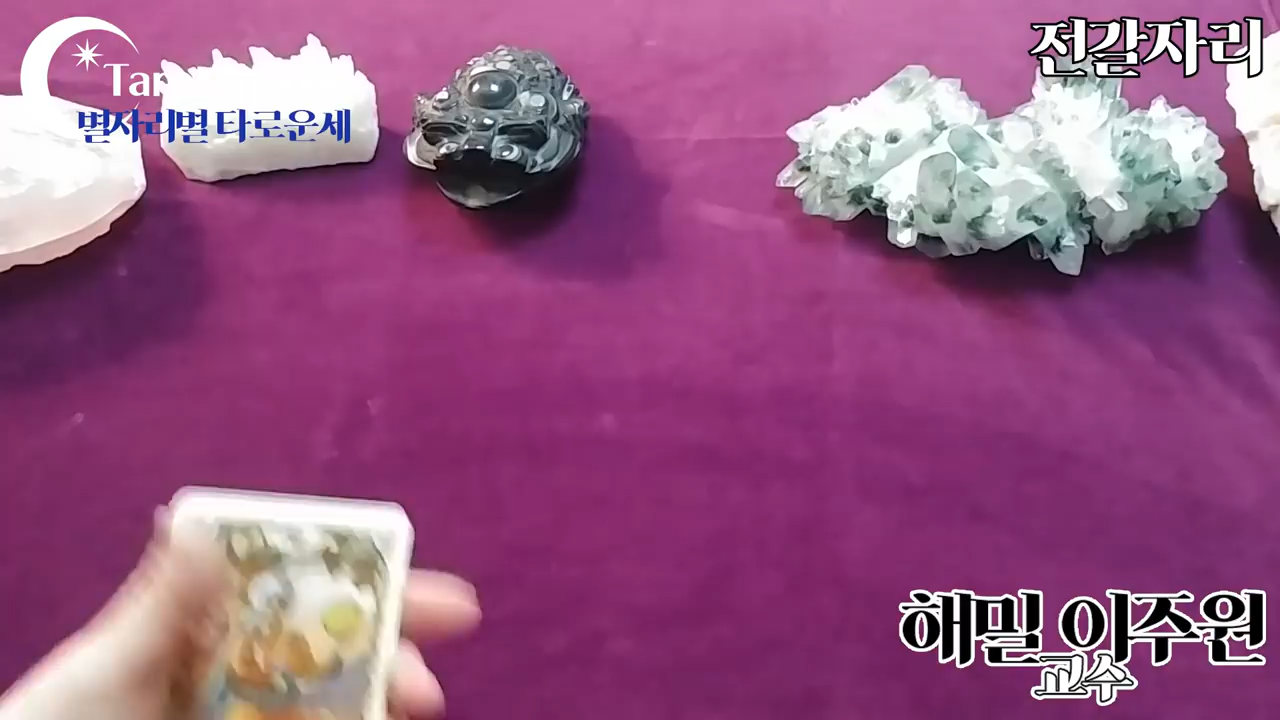 전갈자리
별자리별 타로운세
해밀 이주원
교수